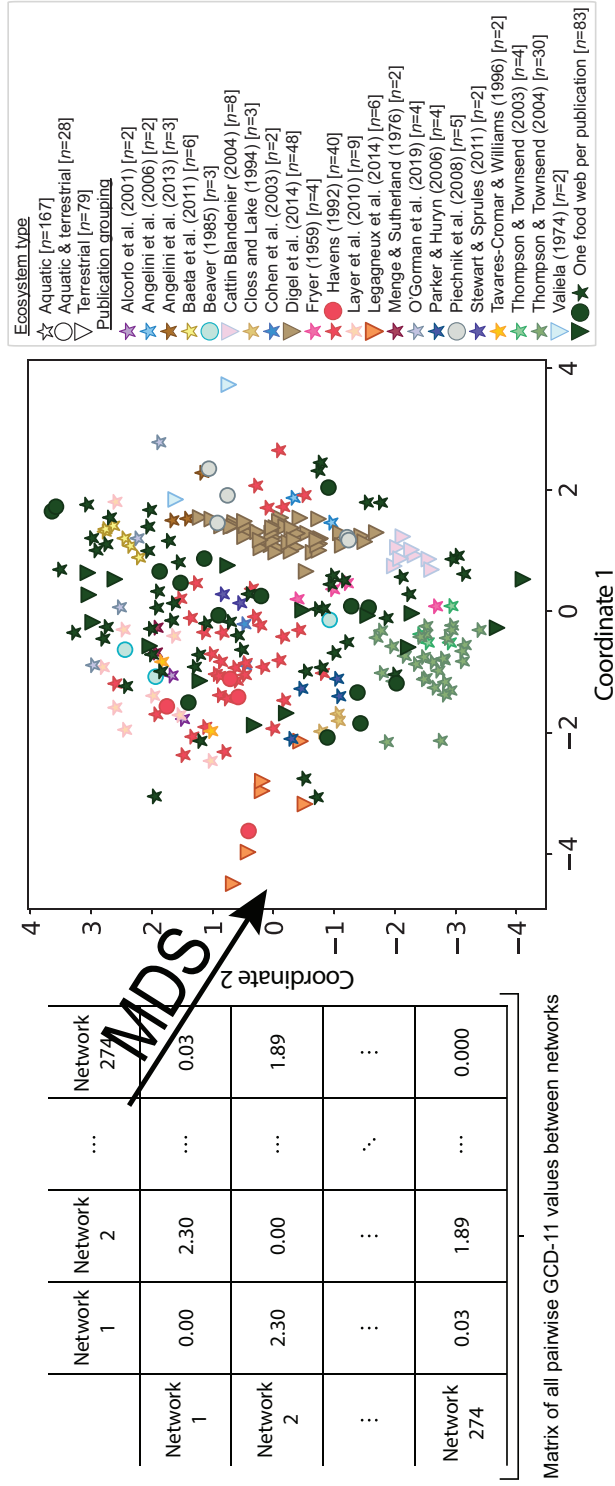 Network 1
Network 2
⋯
Network 274
Network 1
0.00
2.30
⋯
0.03
Network 2
2.30
0.00
⋯
1.89
⋮
⋮
⋮
⋱
⋮
Network 274
0.03
1.89
⋯
0.000
Matrix of all pairwise GCD-11 values between networks
MDS
Coordinate 2
4
3
2
1
0
−1
−2
−3
−4
−4
−2
0
2
4
Coordinate 1
Ecosystem type
Aquatic [n=167]
Aquatic & terrestrial [n=28]
Terrestrial [n=79]
Publication grouping
Alcorlo et al. (2001) [n=2]
Angelini et al. (2006) [n=2]
Angelini et al. (2013) [n=3]
Baeta et al. (2011) [n=6]
Beaver (1985) [n=3]
Cattin Blandenier (2004) [n=8]
Closs and Lake (1994) [n=3]
Cohen et al. (2003) [n=2]
Digel et al. (2014) [n=48]
Fryer (1959) [n=4]
Havens (1992) [n=40]
Layer et al. (2010) [n=9]
Legagneux et al. (2014) [n=6]
Menge & Sutherland (1976) [n=2]
O'Gorman et al. (2019) [n=4]
Parker & Huryn (2006) [n=4]
Piechnik et al. (2008) [n=5]
Stewart & Sprules (2011) [n=2]
Tavares-Cromar & Williams (1996) [n=2]
Thompson & Townsend (2003) [n=4]
Thompson & Townsend (2004) [n=30]
Valiela (1974) [n=2]
One food web per publication [n=83]